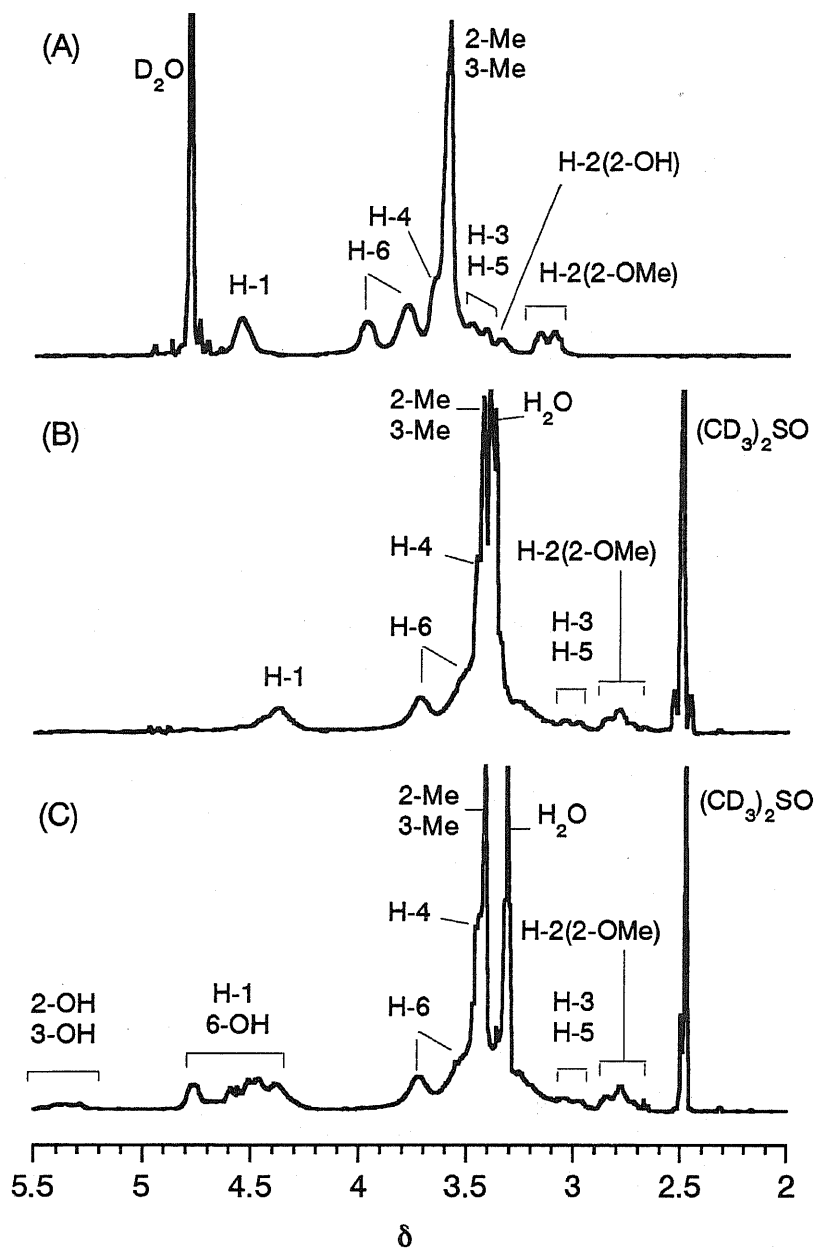 (A)
D2O
2-Me
3-Me
H-2(2-OH)
H-4
H-6
H-3
H-5
H-2(2-OMe)
H-1
(B)
2-Me
3-Me
H2O
(CD3)2SO
H-4
H-2(2-OMe)
H-6
H-3
H-5
H-1
(C)
2-Me
3-Me
H2O
(CD3)2SO
H-4
H-2(2-OMe)
2-OH
3-OH
H-1
6-OH
H-6
H-3
H-5
5.5 5 4.5 4 3.5 3 2.5 2
δ